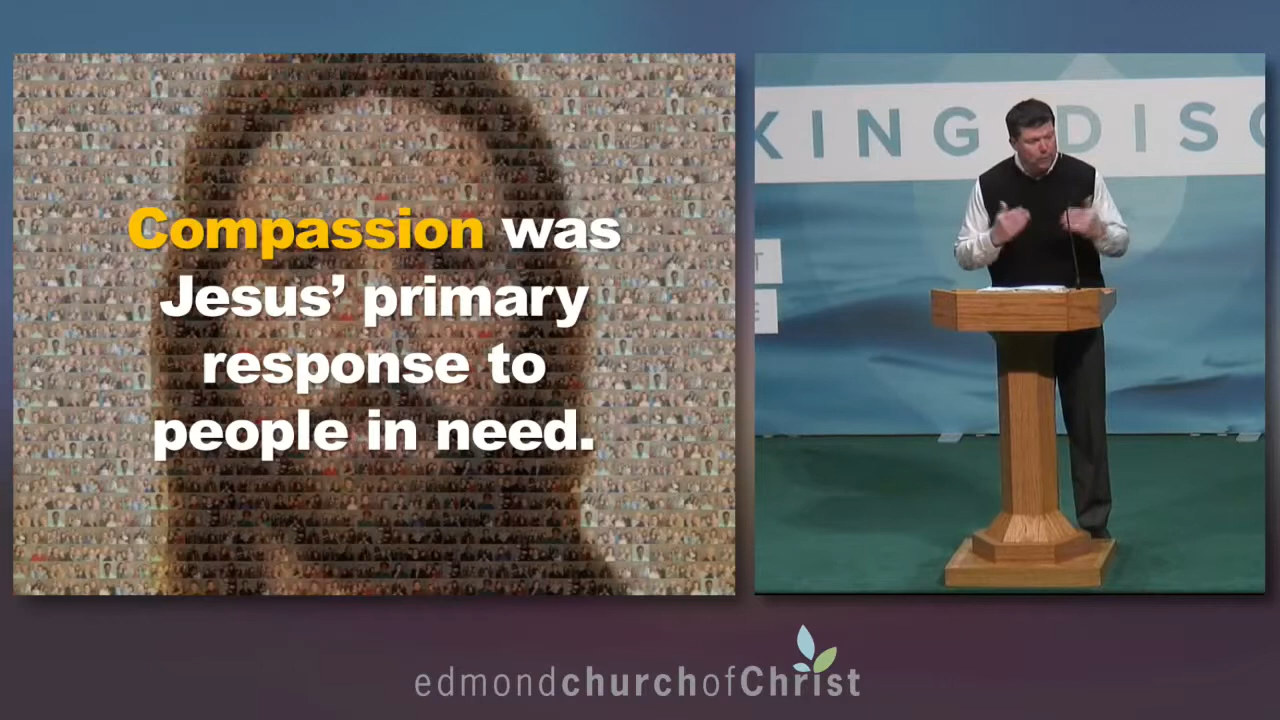 Compassion was
Jesus’ primary
response to
people in need.
KING DISC
T
E
edmondchurchofChrist